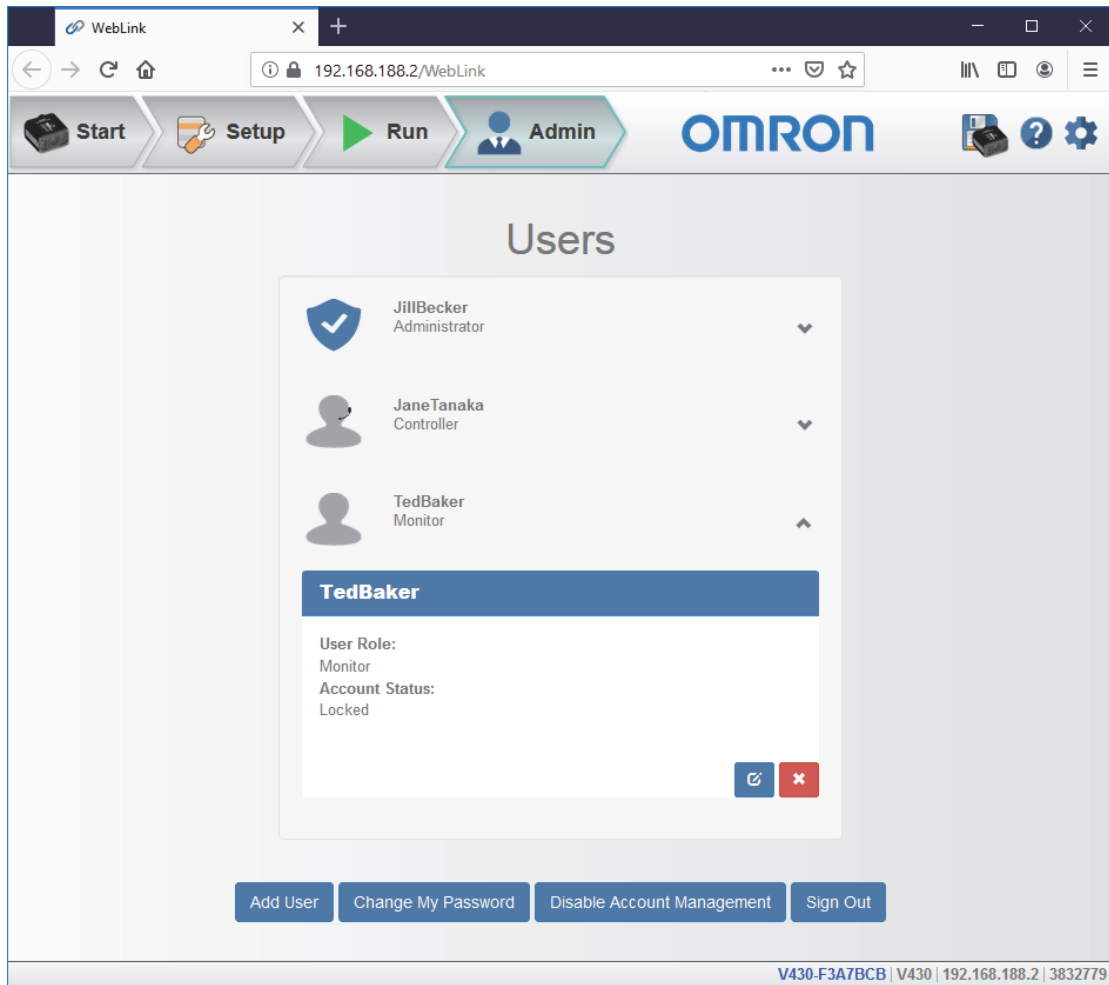 WebLink
192.168.188.2/WebLink
Start
Setup
Run
Admin
OMRON
Users
JillBecker
Administrator
JaneTanaka
Controller
TedBaker
Monitor
TedBaker
User Role:
Monitor
Account Status:
Locked
Add User
Change My Password
Disable Account Management
Sign Out
V430-F3A7BCB | V430 | 192.168.188.2 | 3832779